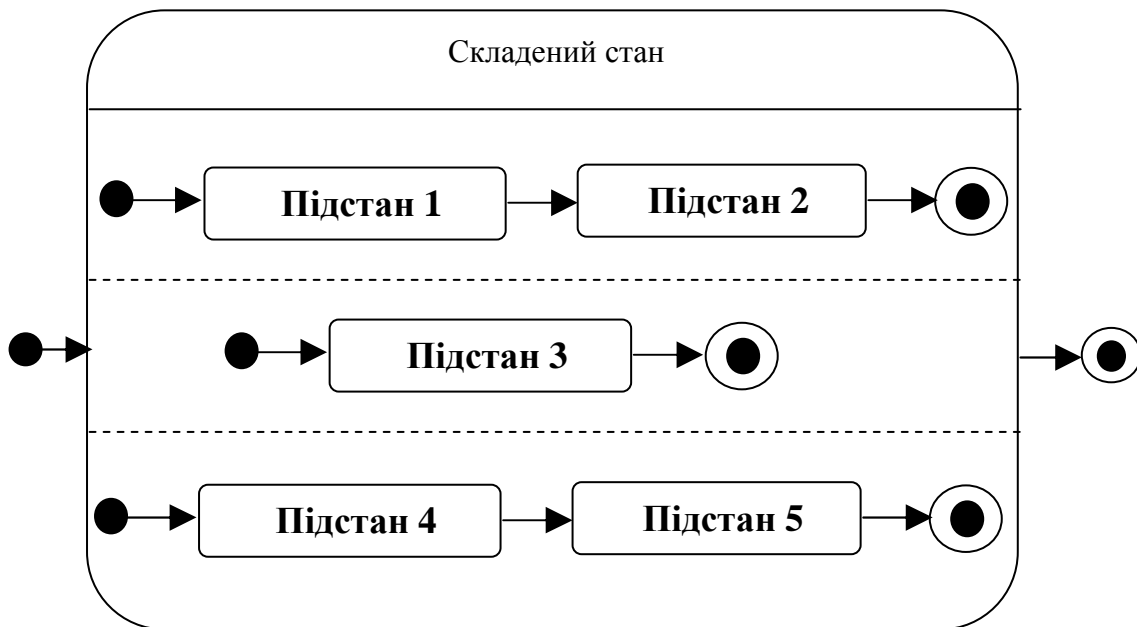 Складений стан
Підстан 1
Підстан 2
Підстан 3
Підстан 4
Підстан 5